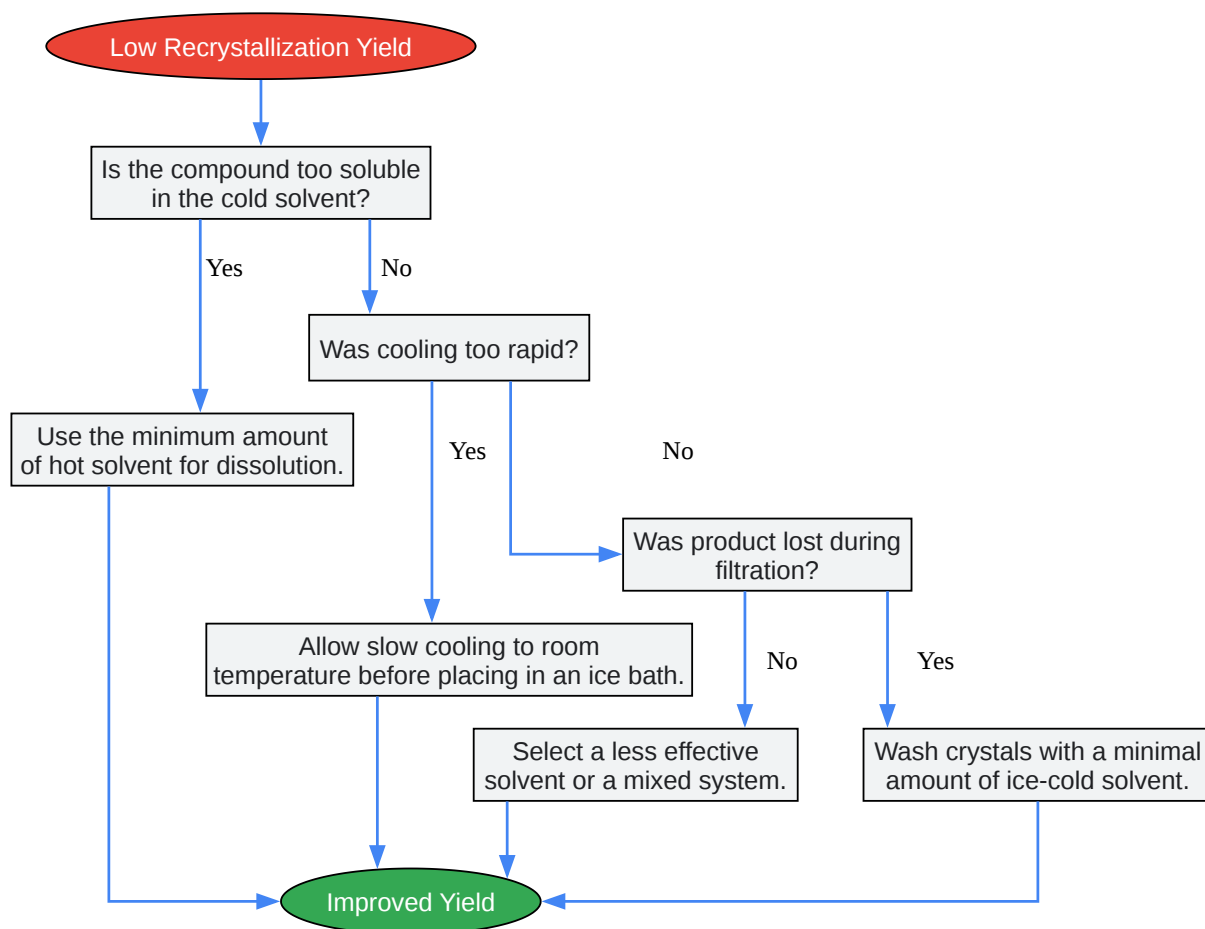 Low Recrystallization Yield
Is the compound too soluble
in the cold solvent?
Yes
No
Was cooling too rapid?
Use the minimum amount
of hot solvent for dissolution.
Yes
No
Was product lost during
filtration?
Allow slow cooling to room
temperature before placing in an ice bath.
No
Yes
Select a less effective
solvent or a mixed system.
Wash crystals with a minimal
amount of ice-cold solvent.
Improved Yield